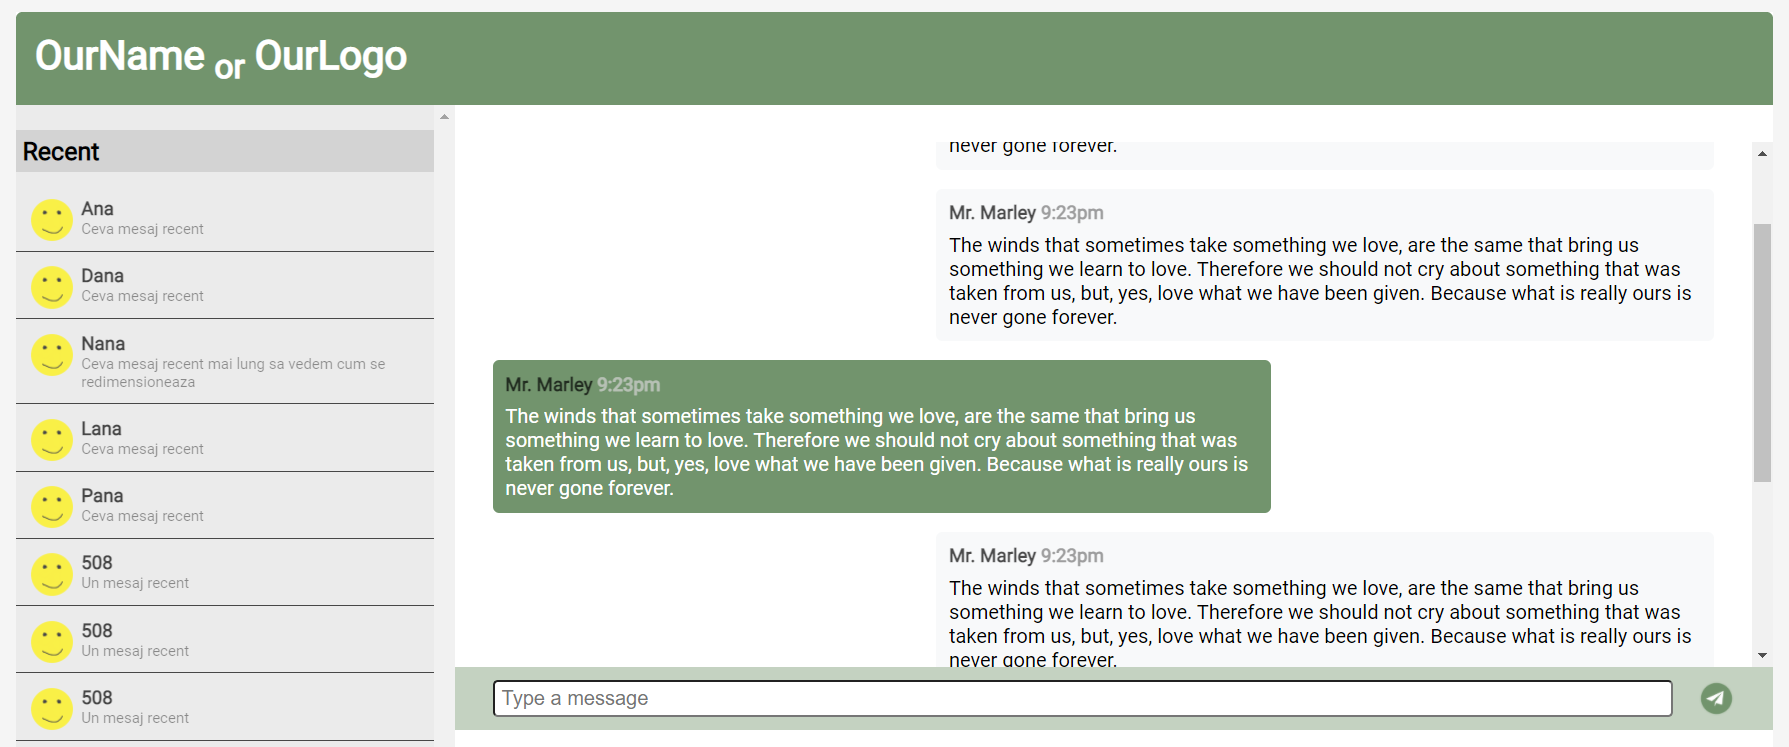 OurName or OurLogo
Recent
Ana
Ceva mesaj recent
Dana
Ceva mesaj recent
Nana
Ceva mesaj recent mai lung sa vedem cum se
redimensioneaza
Lana
Ceva mesaj recent
Pana
Ceva mesaj recent
508
Un mesaj recent
508
Un mesaj recent
508
Un mesaj recent
never gone forever.
Mr. Marley 9:23pm
The winds that sometimes take something we love, are the same that bring us
something we learn to love. Therefore we should not cry about something that was
taken from us, but, yes, love what we have been given. Because what is really ours is
never gone forever.
Mr. Marley 9:23pm
The winds that sometimes take something we love, are the same that bring us
something we learn to love. Therefore we should not cry about something that was
taken from us, but, yes, love what we have been given. Because what is really ours is
never gone forever.
Mr. Marley 9:23pm
The winds that sometimes take something we love, are the same that bring us
something we learn to love. Therefore we should not cry about something that was
taken from us, but, yes, love what we have been given. Because what is really ours is
never gone forever.
Type a message